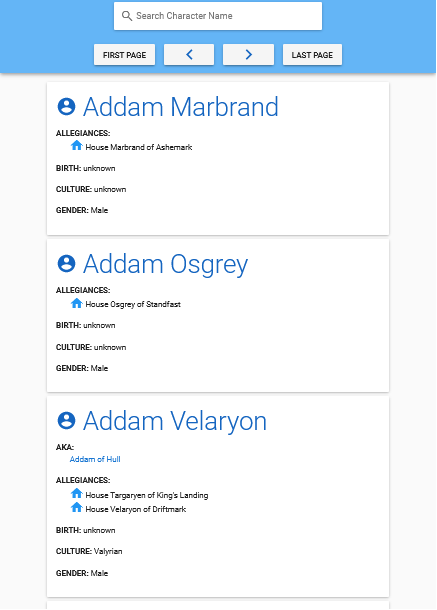 Search Character Name
FIRST PAGE
LAST PAGE
Addam Marbrand
ALLEGIANCES:
House Marbrand of Ashemark
BIRTH: unknown
CULTURE: unknown
GENDER: Male
Addam Osgrey
ALLEGIANCES:
House Osgrey of Standfast
BIRTH: unknown
CULTURE: unknown
GENDER: Male
Addam Velaryon
AKA:
Addam of Hull
ALLEGIANCES:
House Targaryen of King's Landing
House Velaryon of Driftmark
BIRTH: unknown
CULTURE: Valyrian
GENDER: Male